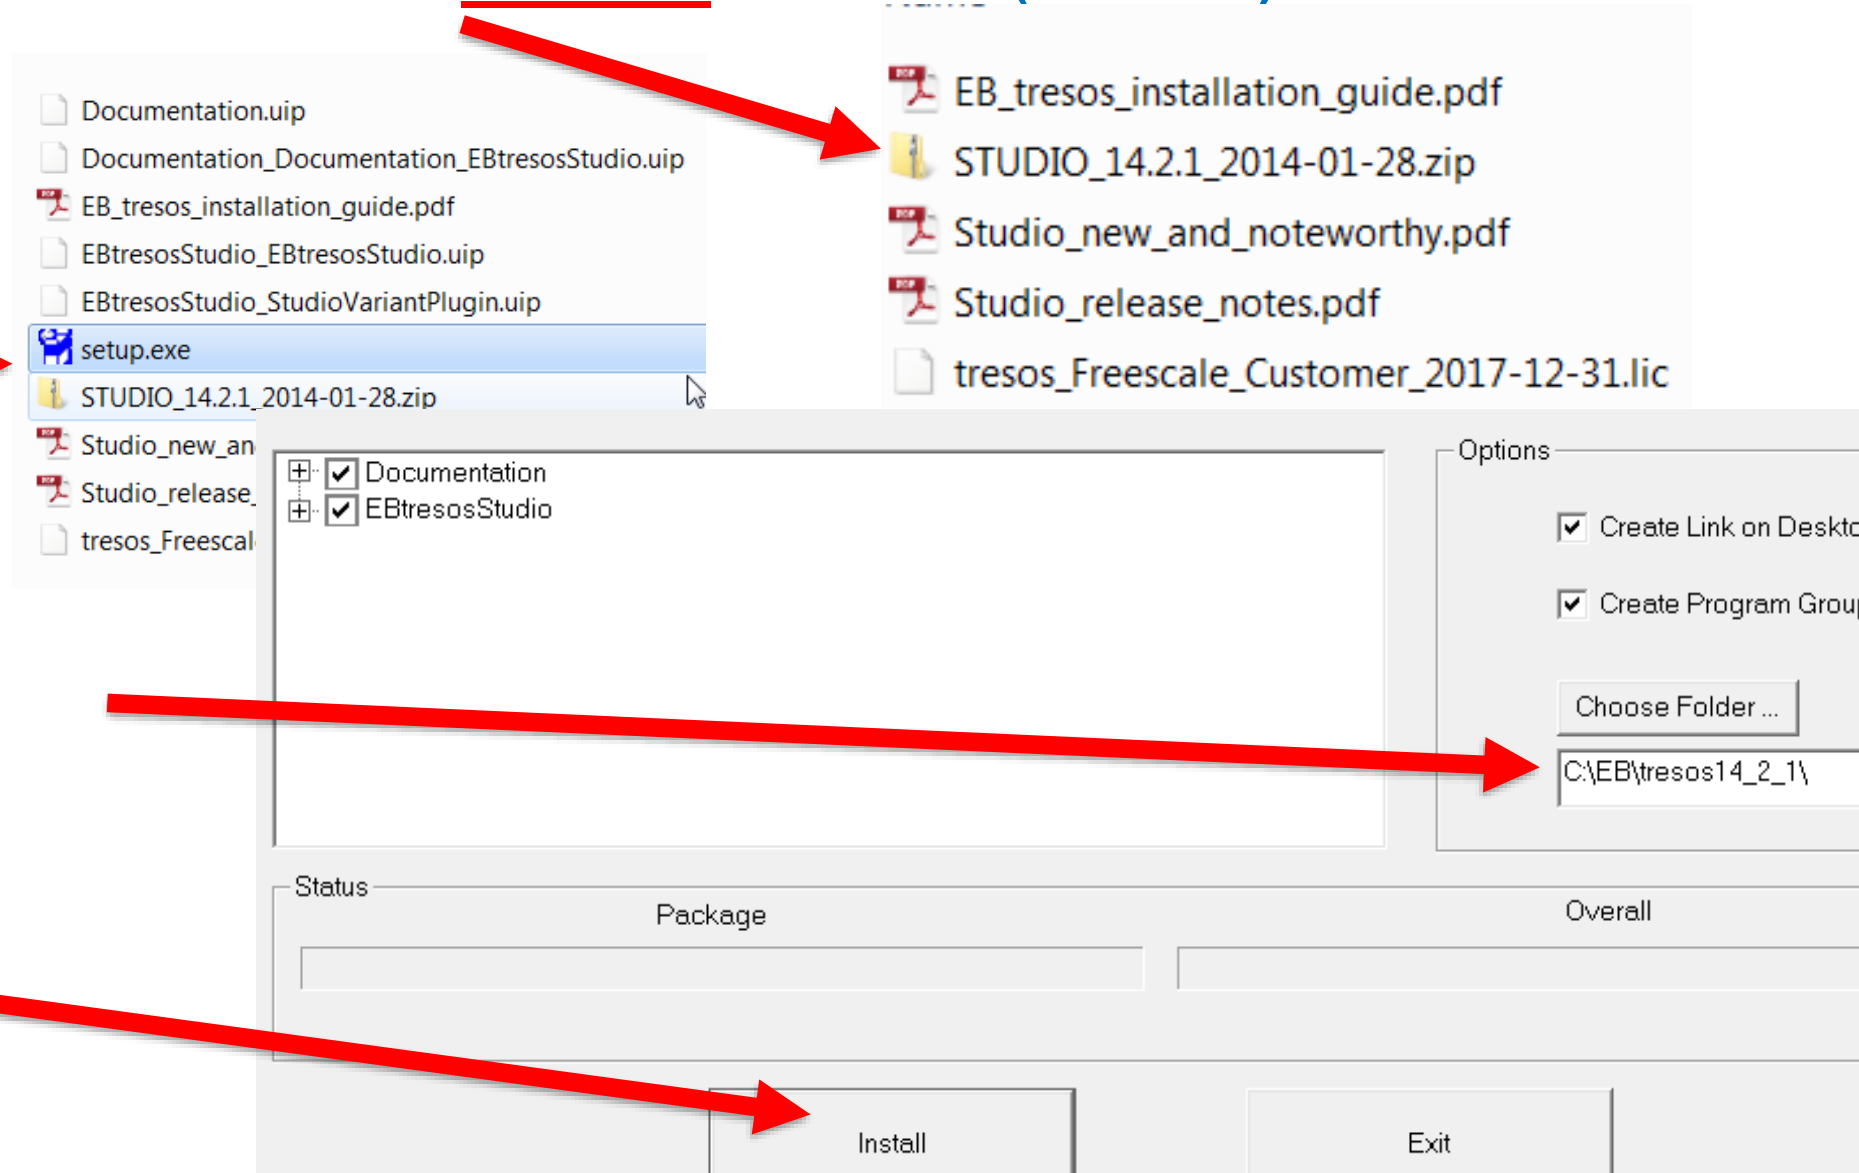 Documentation.uip
Documentation_Documentation_EBtresosStudio.uip
EB_tresos_installation_guide.pdf
EBtresosStudio_EBtresosStudio.uip
EBtresosStudio_StudioVariantPlugin.uip
setup.exe
STUDIO_14.2.1_2014-01-28.zip
Studio_new_an
Studio_release_
tresos_Freescal
EB_tresos_installation_guide.pdf
STUDIO_14.2.1_2014-01-28.zip
Studio_new_and_noteworthy.pdf
Studio_release_notes.pdf
tresos_Freescale_Customer_2017-12-31.lic
Documentation
EBtresosStudio
Options
Create Link on Deskto
Create Program Group
Choose Folder ...
C:\EB\tresos14_2_1\
Status
Package
Overall
Install
Exit